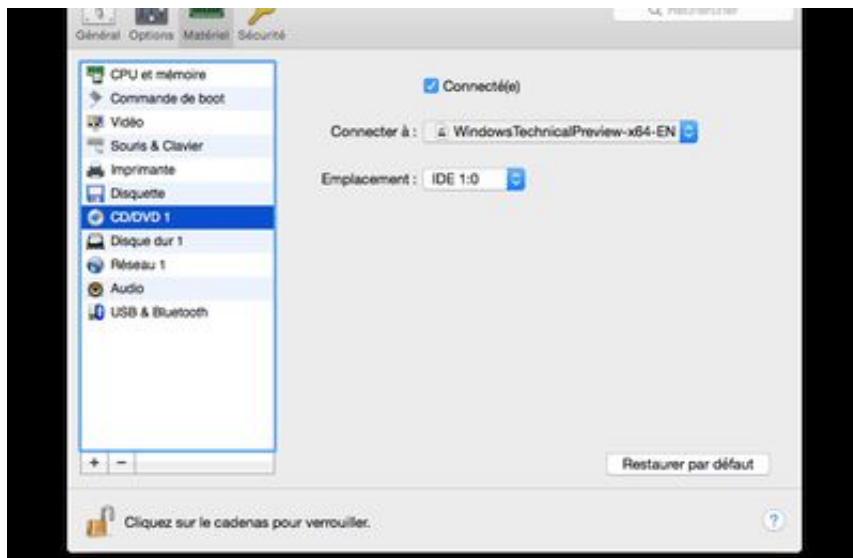 Rechercher
Général Options Matériel Sécurité
CPU et mémoire
Commande de boot
Vidéo
Souris & Clavier
Imprimante
Disquette
CD/DVD 1
Disque dur 1
Réseau 1
Audio
USB & Bluetooth
+ −
Connecté(e)
Connecter à : WindowsTechnicalPreview-x64-EN
Emplacement : IDE 1:0
Restaurer par défaut
Cliquez sur le cadenas pour verrouiller.
?